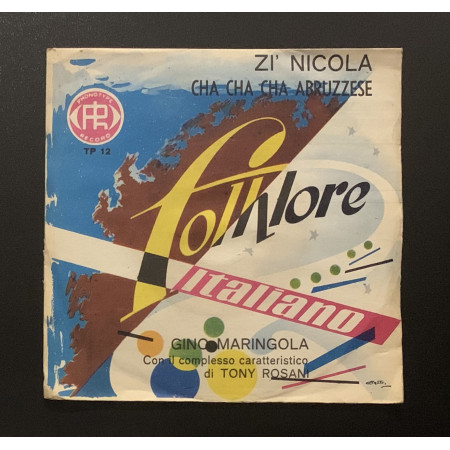 ZI' NICOLA
CHA CHA CHA ABRUZZESE
PHONOTYPE
PR
RECORD
TP 12
folklore
Italiano
GINO MARINGOLA
Con il complesso caratteristico
di TONY ROSANI